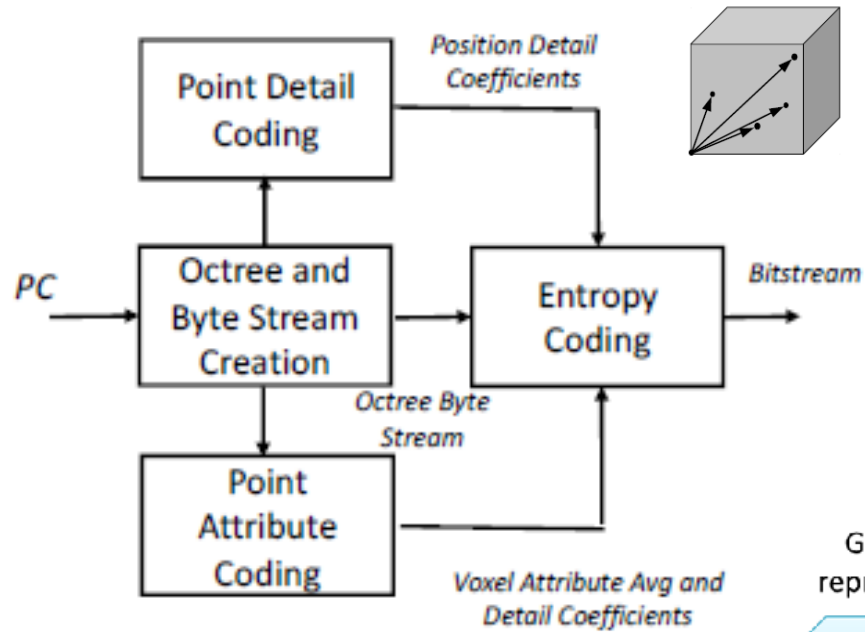 Position Detail
Coefficients
Point Detail
Coding
PC
Octree and
Byte Stream
Creation
Entropy
Coding
Bitstream
Octree Byte
Stream
Point
Attribute
Coding
Voxel Attribute Avg and
Detail Coefficients